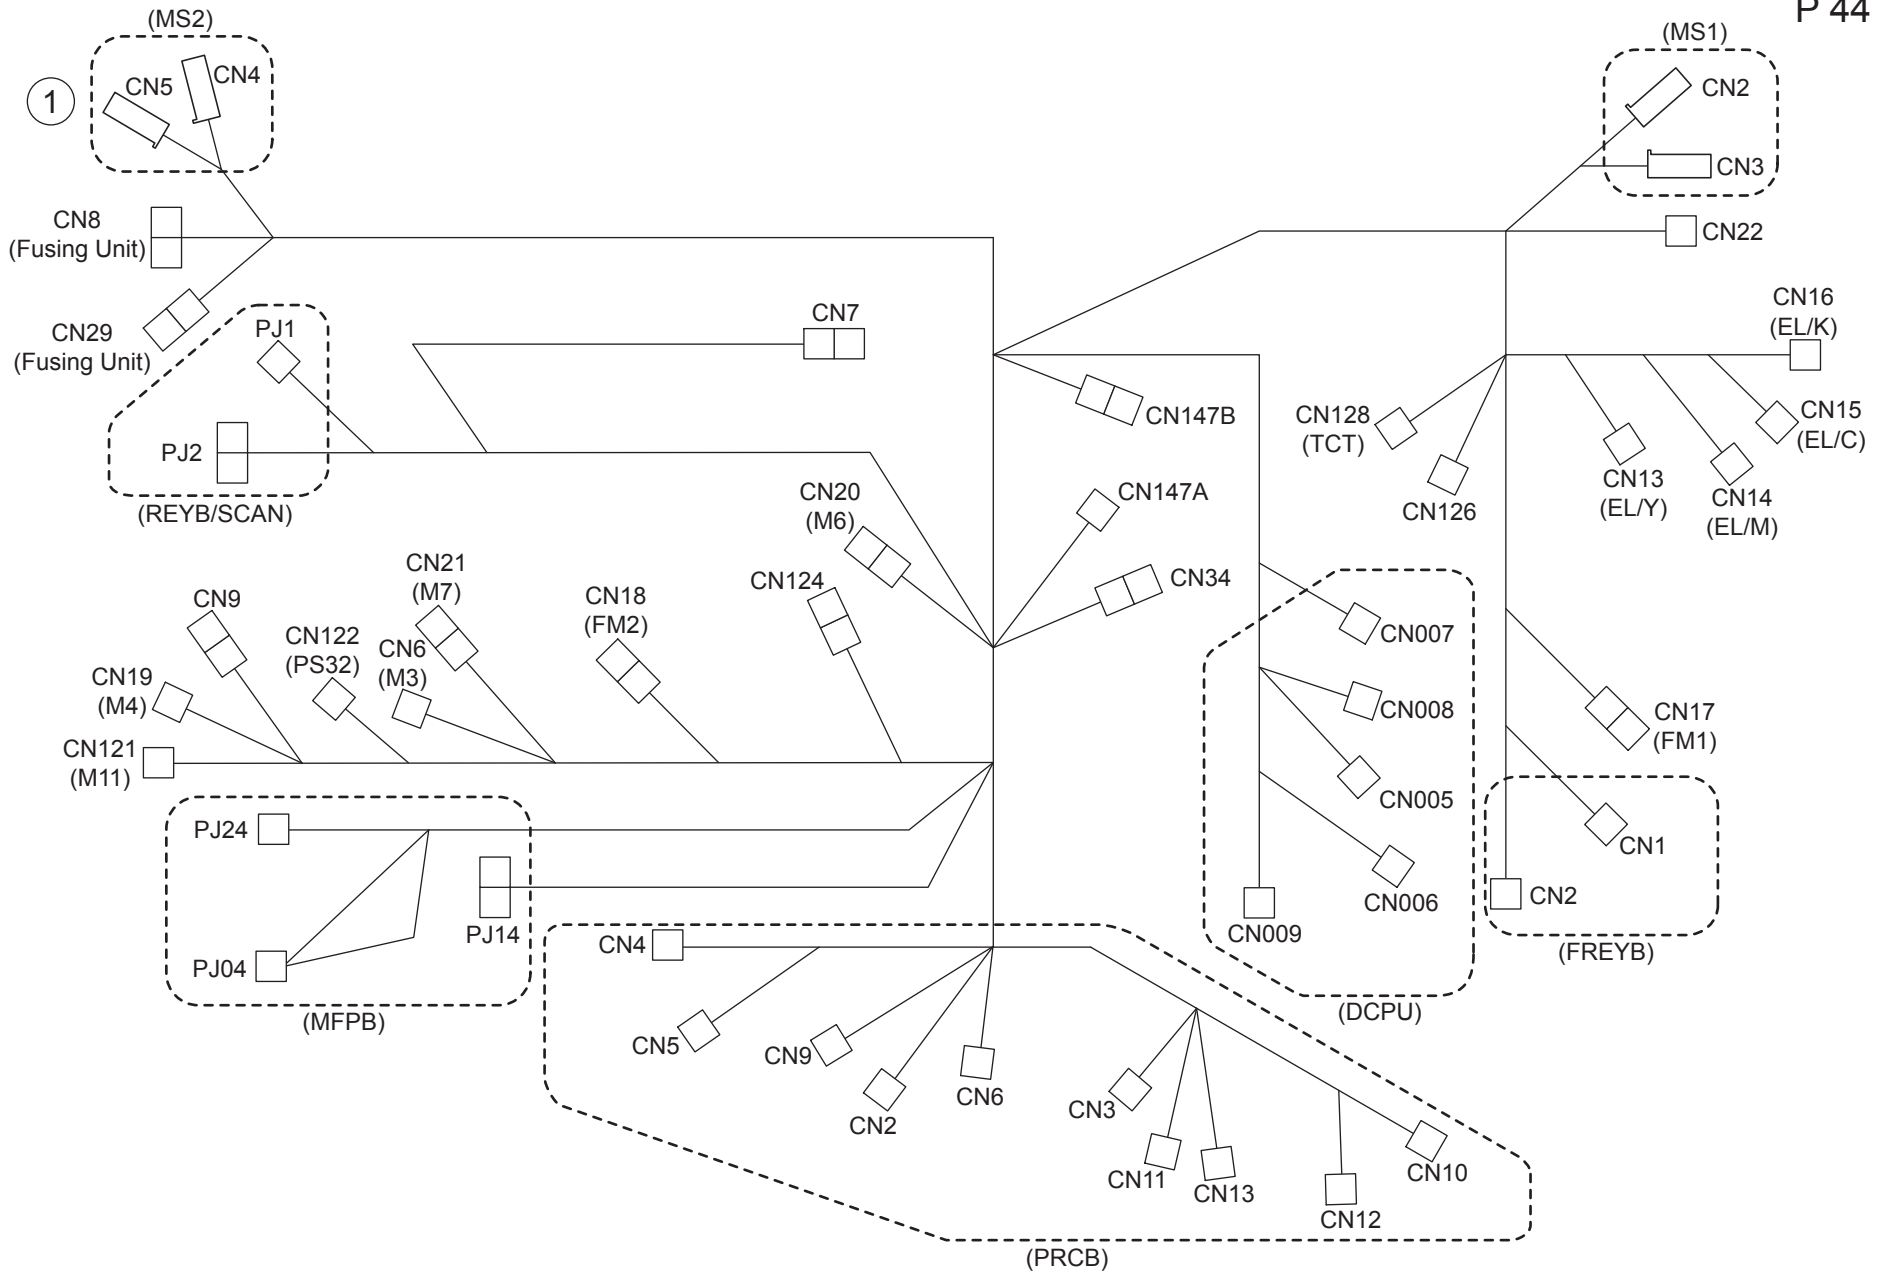 P 44
(MS2)
CN4
CN5
1
(MS1)
CN2
CN3
CN8
(Fusing Unit)
CN22
CN29
(Fusing Unit)
PJ1
CN7
CN16
(EL/K)
CN147B
CN128
(TCT)
CN15
(EL/C)
PJ2
(REYB/SCAN)
CN20
(M6)
CN147A
CN126
CN13
(EL/Y)
CN14
(EL/M)
CN9
CN21
(M7)
CN18
(FM2)
CN124
CN34
CN122
(PS32)
CN6
(M3)
CN007
CN19
(M4)
CN008
CN17
(FM1)
CN121
(M11)
CN005
PJ24
CN1
PJ14
CN006
CN2
CN009
(FREYB)
PJ04
CN4
(MFPB)
(DCPU)
CN5
CN9
CN2
CN6
CN3
CN11
CN13
CN12
CN10
(PRCB)